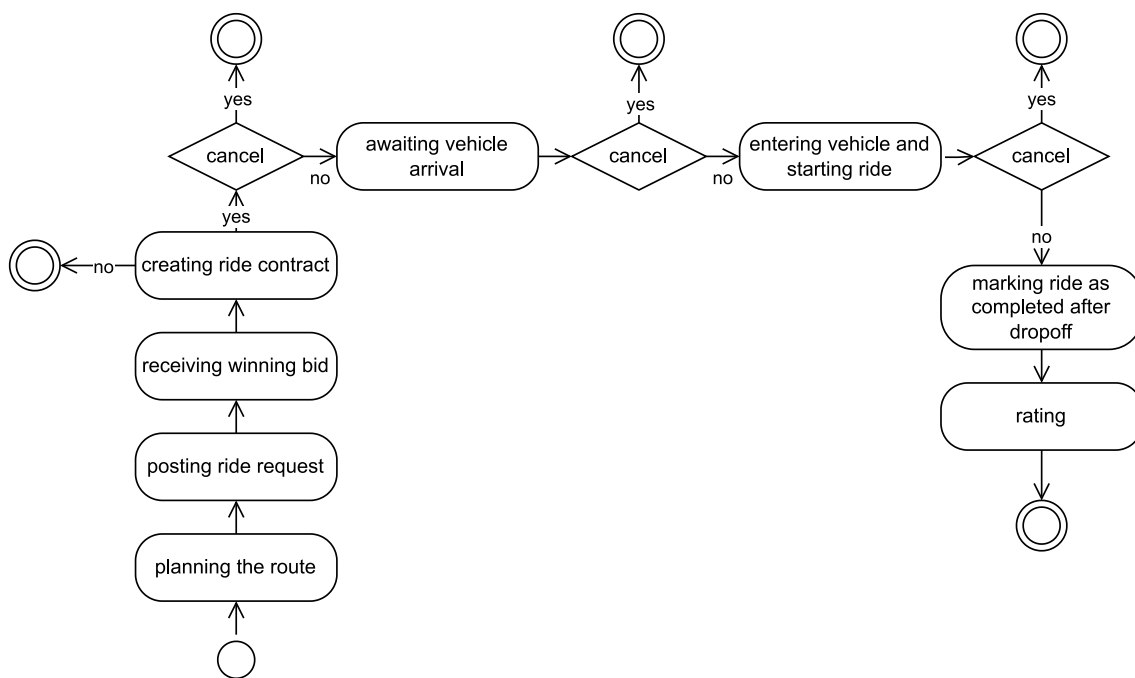 yes
yes
yes
cancel
no
awaiting vehicle
arrival
cancel
no
entering vehicle and
starting ride
cancel
yes
no
creating ride contract
no
marking ride as
completed after
dropoff
receiving winning bid
rating
posting ride request
planning the route